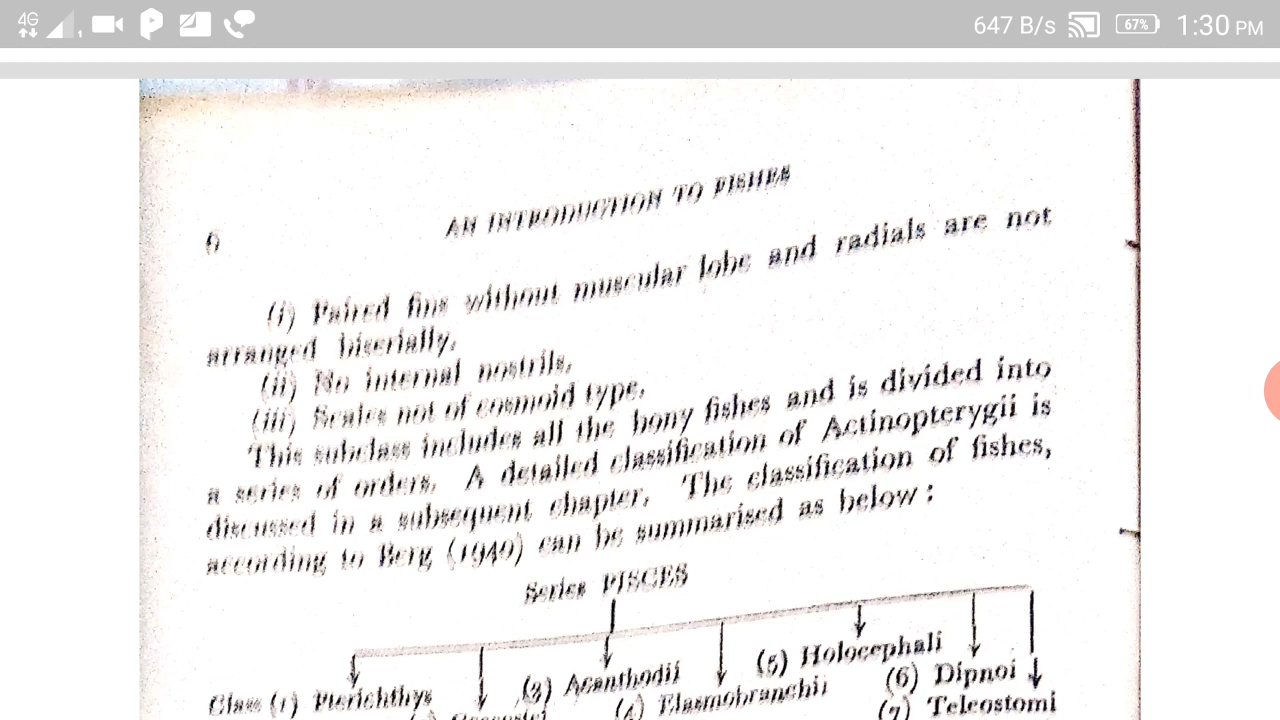 4G 647 B/s 67% 1:30 PM
6 AN INTRODUCTION TO FISHES
(i) Paired fins without muscular lobe and radials are not
arranged biserially.
(ii) No internal nostrils.
(iii) Scales not of cosmoid type.
This subclass includes all the bony fishes and is divided into
a series of orders. A detailed classification of Actinopterygii is
discussed in a subsequent chapter. The classification of fishes,
according to Berg (1940) can be summarised as below :
Series PISCES
Class (1) Pterichthys
(3) Acanthodii
(4) Elasmobranchii
(5) Holocephali
(6) Dipnoi
(7) Teleostomi